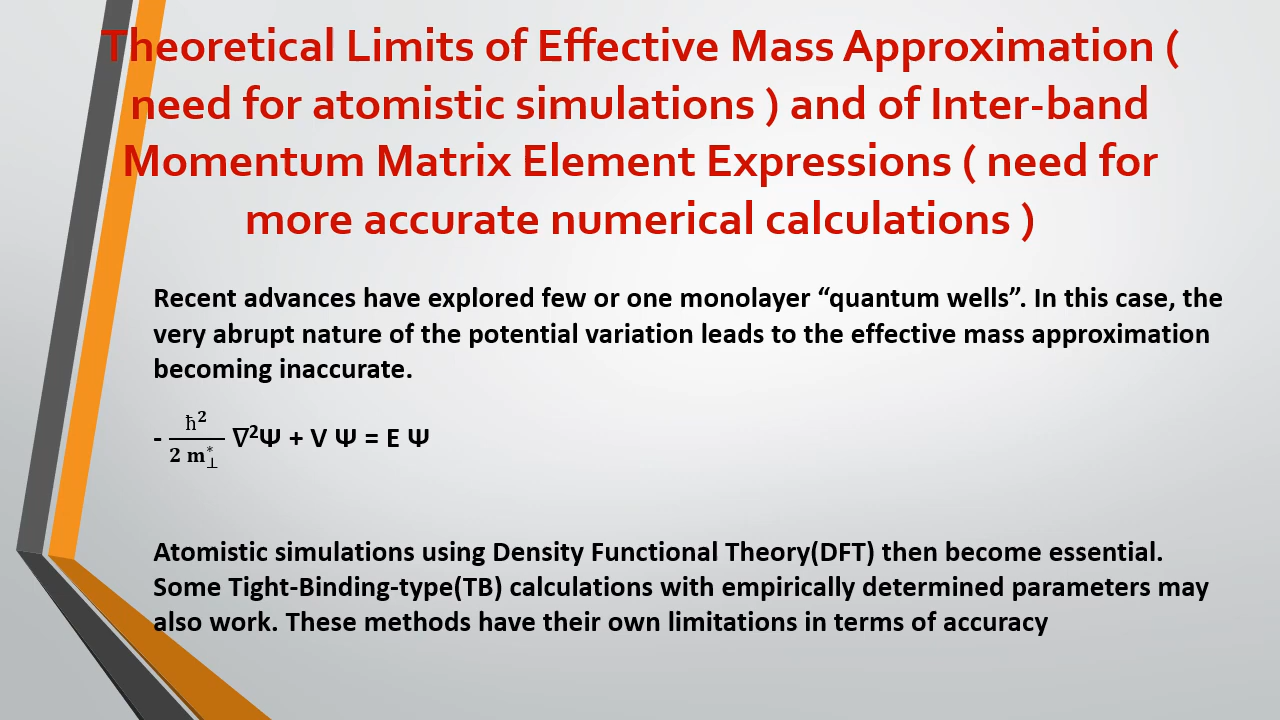 Theoretical Limits of Effective Mass Approximation (
need for atomistic simulations ) and of Inter-band
Momentum Matrix Element Expressions ( need for
more accurate numerical calculations )
Recent advances have explored few or one monolayer “quantum wells”. In this case, the
very abrupt nature of the potential variation leads to the effective mass approximation
becoming inaccurate.
- ħ²/2 m*⊥ ∇²Ψ + V Ψ = E Ψ
Atomistic simulations using Density Functional Theory(DFT) then become essential.
Some Tight-Binding-type(TB) calculations with empirically determined parameters may
also work. These methods have their own limitations in terms of accuracy